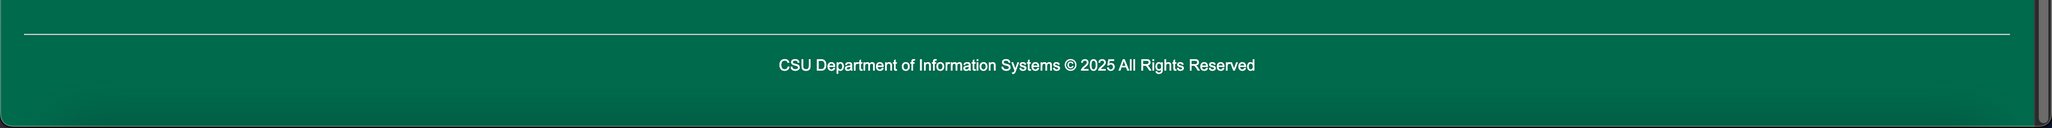 CSU Department of Information Systems © 2025 All Rights Reserved